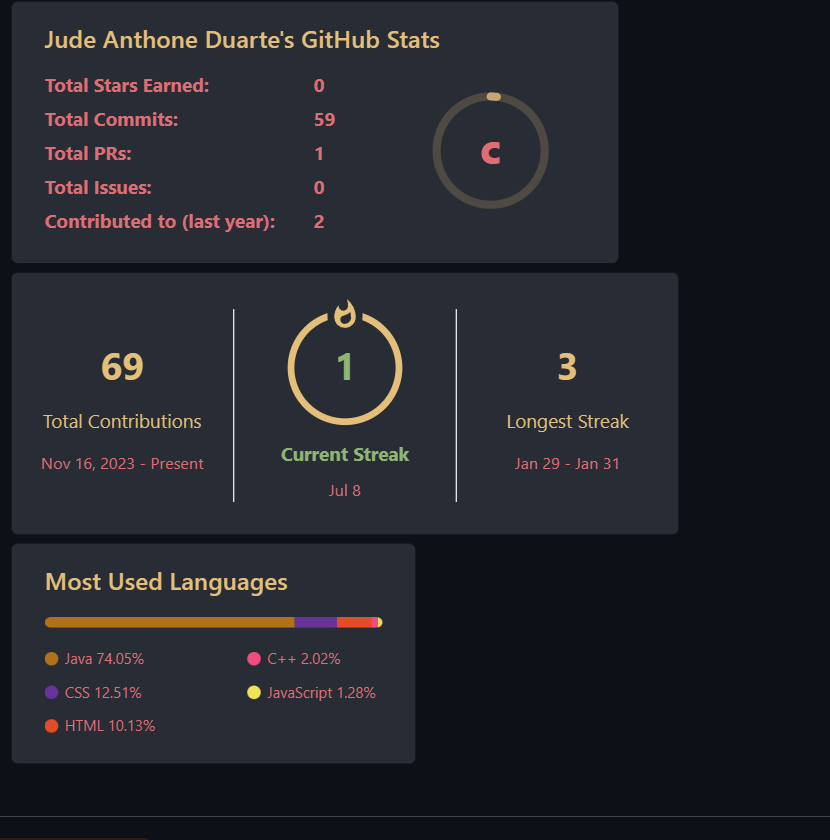 Jude Anthone Duarte's GitHub Stats
Total Stars Earned: 0
Total Commits: 59
Total PRs: 1
Total Issues: 0
Contributed to (last year): 2
C
69
Total Contributions
Nov 16, 2023 - Present
1
Current Streak
Jul 8
3
Longest Streak
Jan 29 - Jan 31
Most Used Languages
Java 74.05%
CSS 12.51%
HTML 10.13%
C++ 2.02%
JavaScript 1.28%